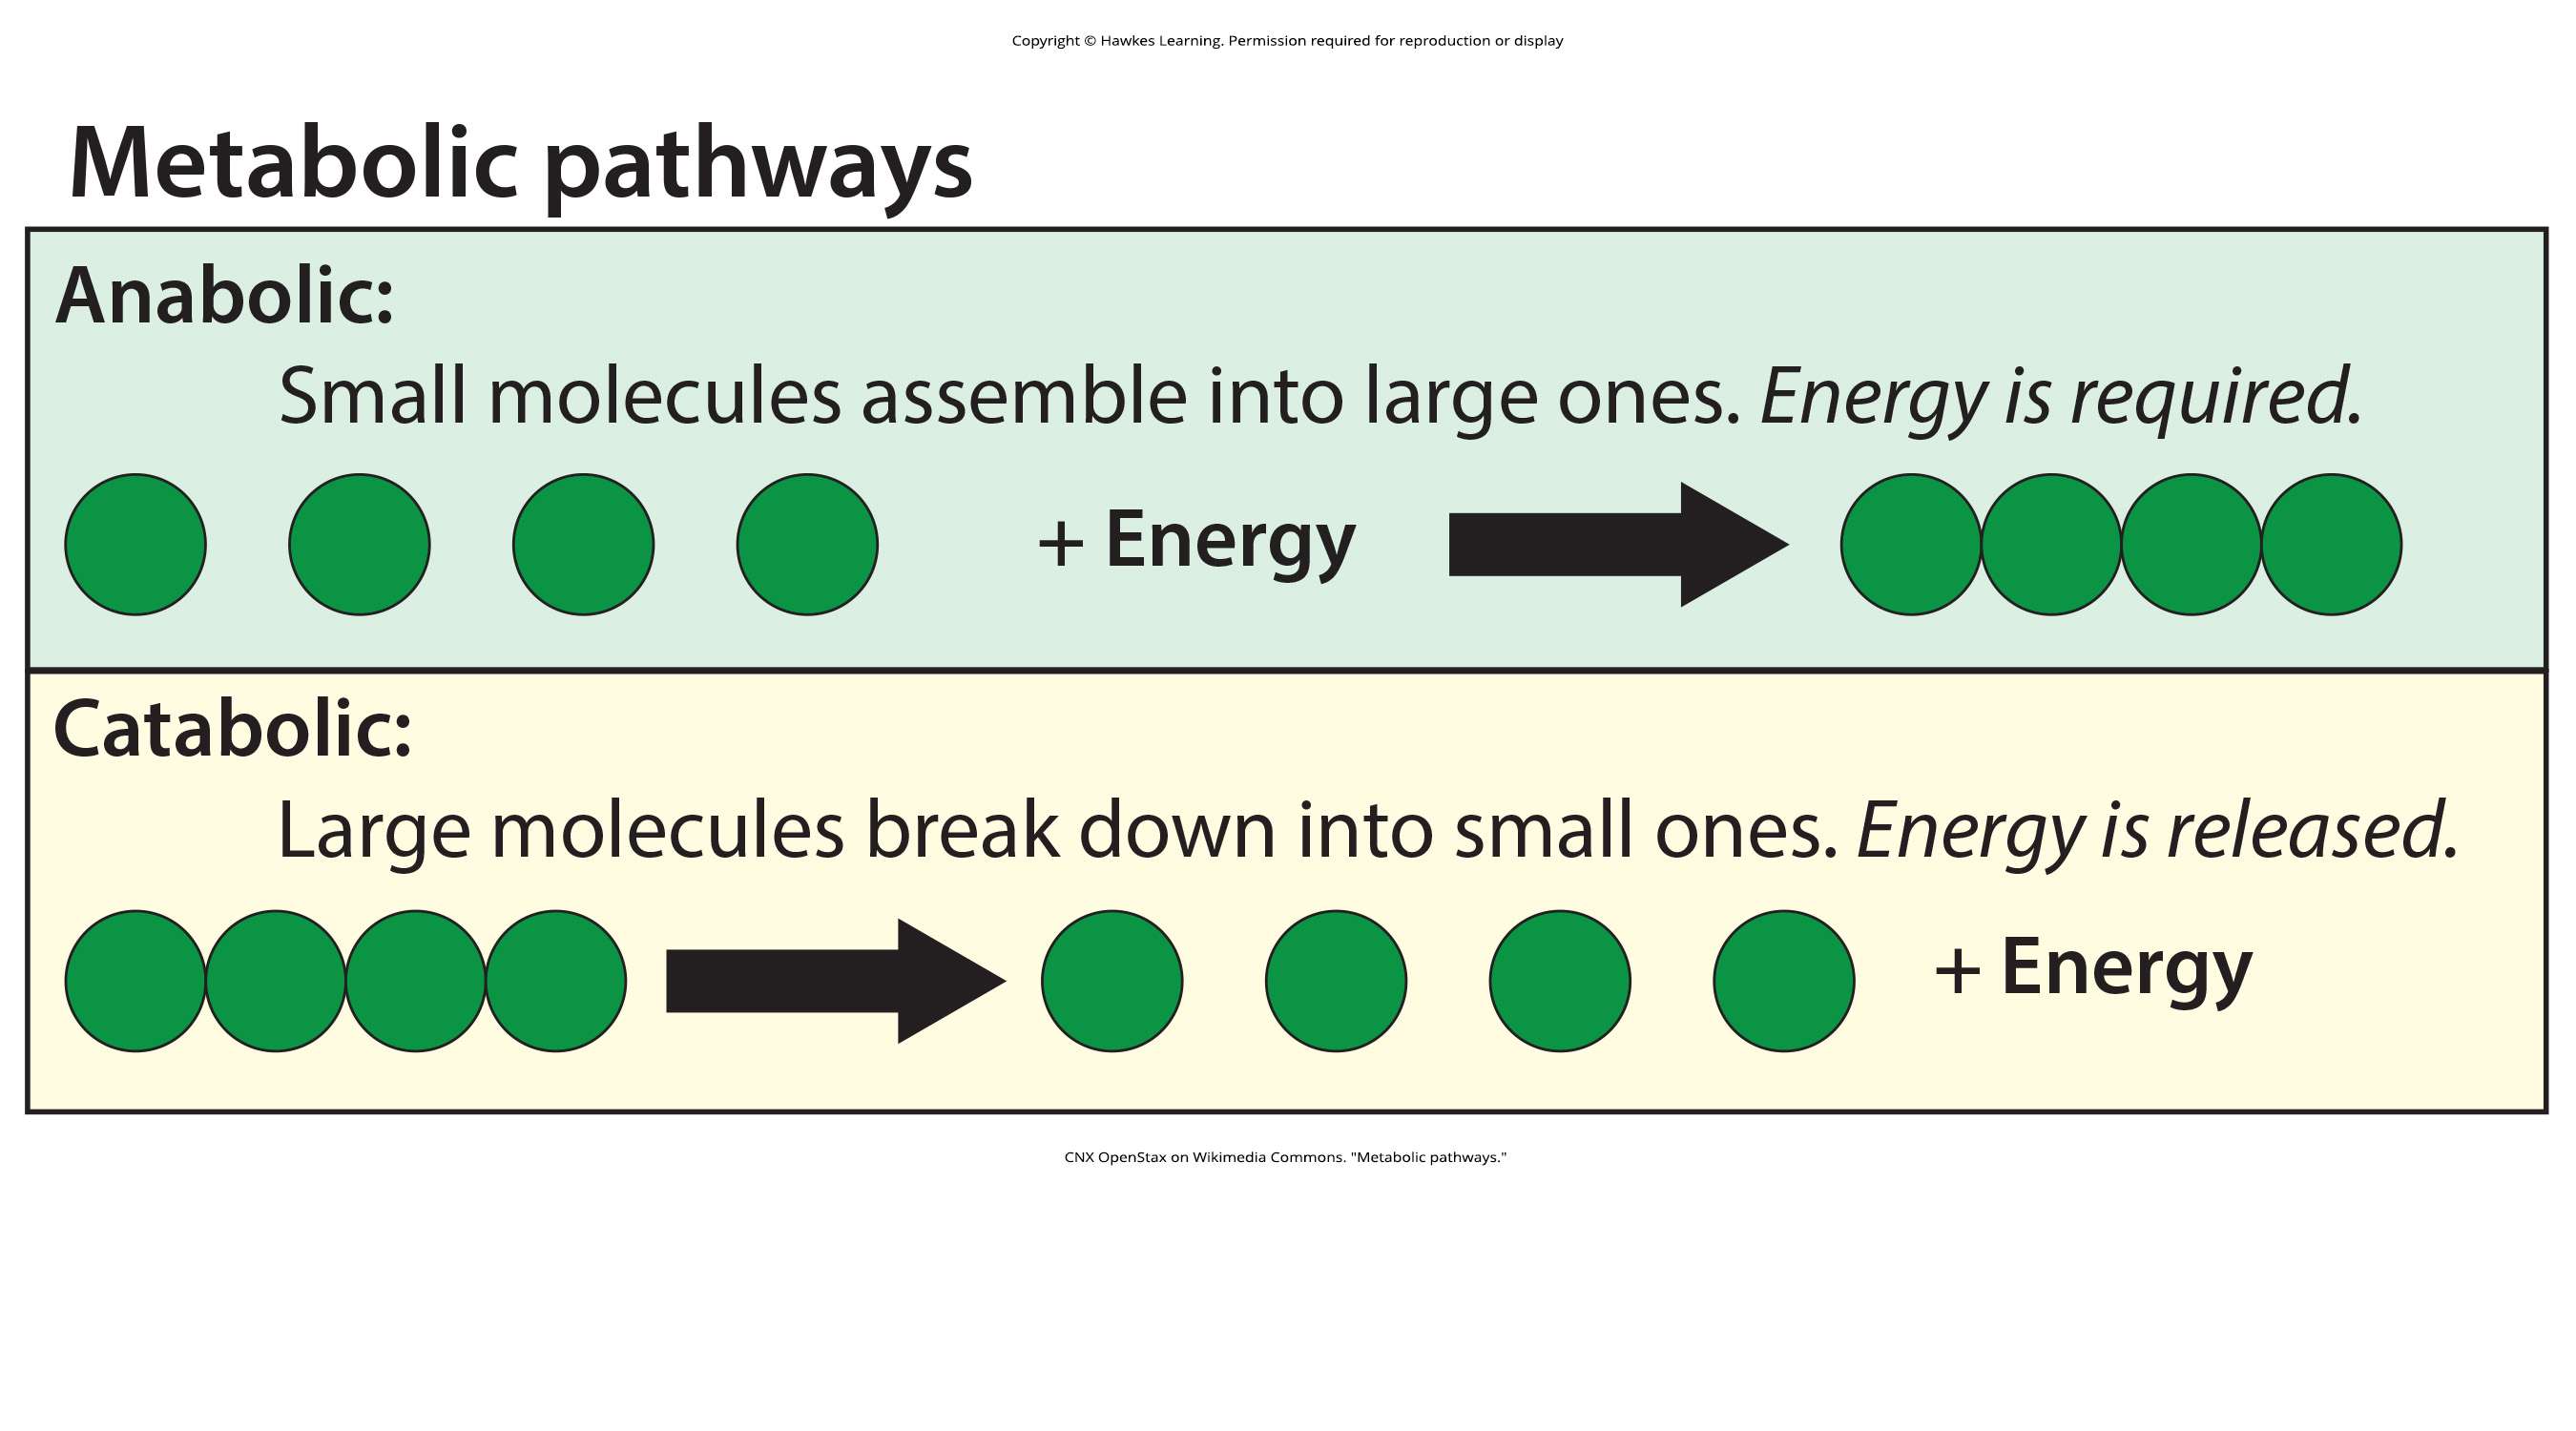 Copyright © Hawkes Learning. Permission required for reproduction or display
Metabolic pathways
Anabolic:
Small molecules assemble into large ones. Energy is required.
+ Energy
Catabolic:
Large molecules break down into small ones. Energy is released.
+ Energy
CNX OpenStax on Wikimedia Commons. "Metabolic pathways."